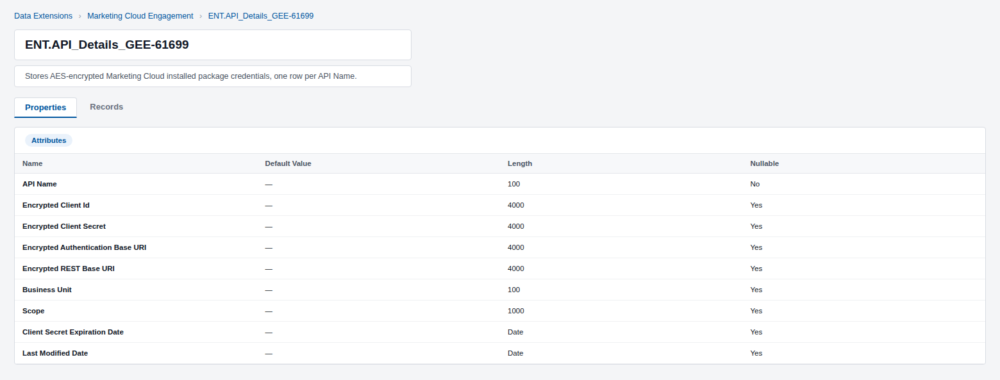 Data Extensions › Marketing Cloud Engagement › ENT.API_Details_GEE-61699
ENT.API_Details_GEE-61699
Stores AES-encrypted Marketing Cloud installed package credentials, one row per API Name.
Properties Records
Attributes
Name Default Value Length Nullable
API Name — 100 No
Encrypted Client Id — 4000 Yes
Encrypted Client Secret — 4000 Yes
Encrypted Authentication Base URI — 4000 Yes
Encrypted REST Base URI — 4000 Yes
Business Unit — 100 Yes
Scope — 1000 Yes
Client Secret Expiration Date — Date Yes
Last Modified Date — Date Yes